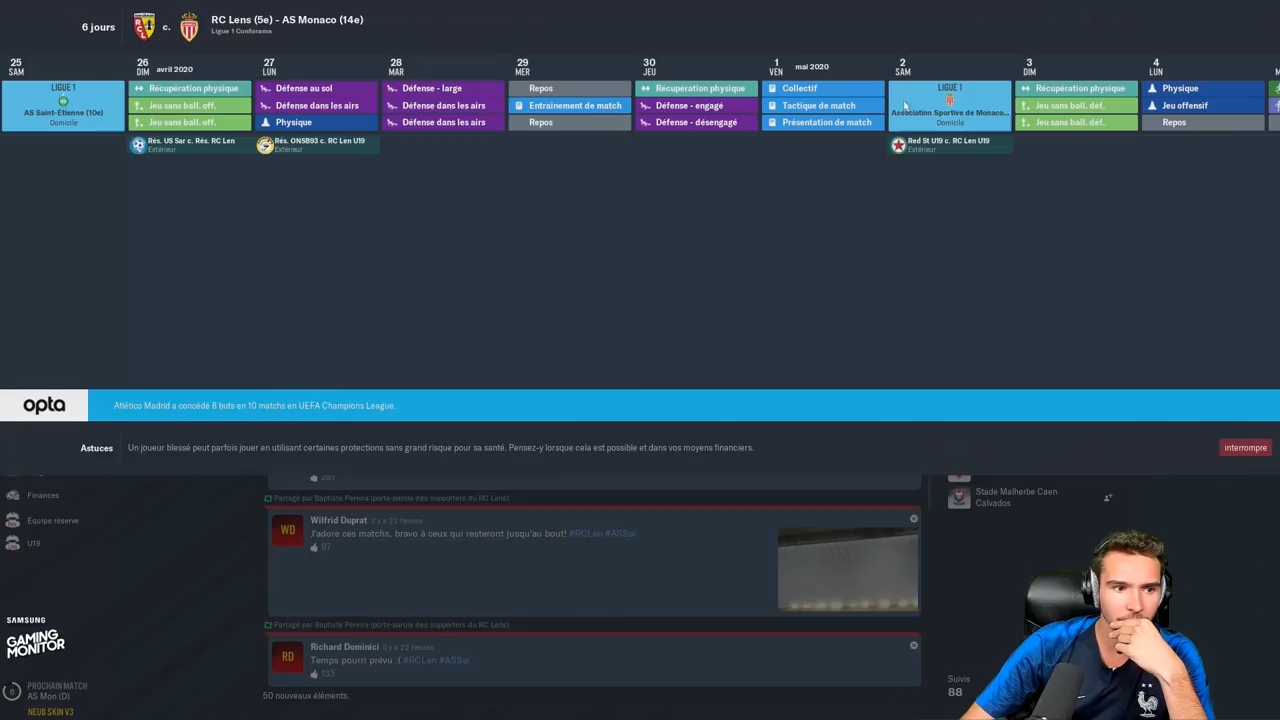 6 jours
c.
RC Lens (5e) - AS Monaco (14e)
Ligue 1 Conforama
25
SAM
26
DIM
avril 2020
27
LUN
28
MAR
29
MER
30
JEU
1
VEN
mai 2020
2
SAM
3
DIM
4
LUN
LIGUE 1
AS Saint-Étienne (10e)
Domicile
Récupération physique
Jeu sans ball. off.
Jeu sans ball. off.
Défense au sol
Défense dans les airs
Physique
Défense - large
Défense dans les airs
Défense dans les airs
Repos
Entraînement de match
Repos
Récupération physique
Défense - engagé
Défense - désengagé
Collectif
Tactique de match
Présentation de match
LIGUE 1
Association Sportive de Monaco...
Domicile
Récupération physique
Jeu sans ball. déf.
Jeu sans ball. déf.
Physique
Jeu offensif
Repos
Rés. US Sar c. Rés. RC Len
Extérieur
Rés. ONSB93 c. RC Len U19
Extérieur
Red St U19 c. RC Len U19
Extérieur
opta
Atlético Madrid a concédé 8 buts en 10 matchs en UEFA Champions League.
Astuces
Un joueur blessé peut parfois jouer en utilisant certaines protections sans grand risque pour sa santé. Pensez-y lorsque cela est possible et dans vos moyens financiers.
interrompre
Finances
Équipe réserve
U19
Partagé par Baptiste Pereira (porte-parole des supporters du RC Lens)
WD
Wilfrid Duprat il y a 22 heures
J'adore ces matchs, bravo à ceux qui resteront jusqu'au bout! #RCLen #ASSai
97
Partagé par Baptiste Pereira (porte-parole des supporters du RC Lens)
RD
Richard Dominici il y a 22 heures
Temps pourri prévu :( #RCLen #ASSai
133
50 nouveaux éléments.
Stade Malherbe Caen
Calvados
Suivis
88
SAMSUNG
GAMING
MONITOR
6
PROCHAIN MATCH
AS Mon (D)
NEUB SKIN V3